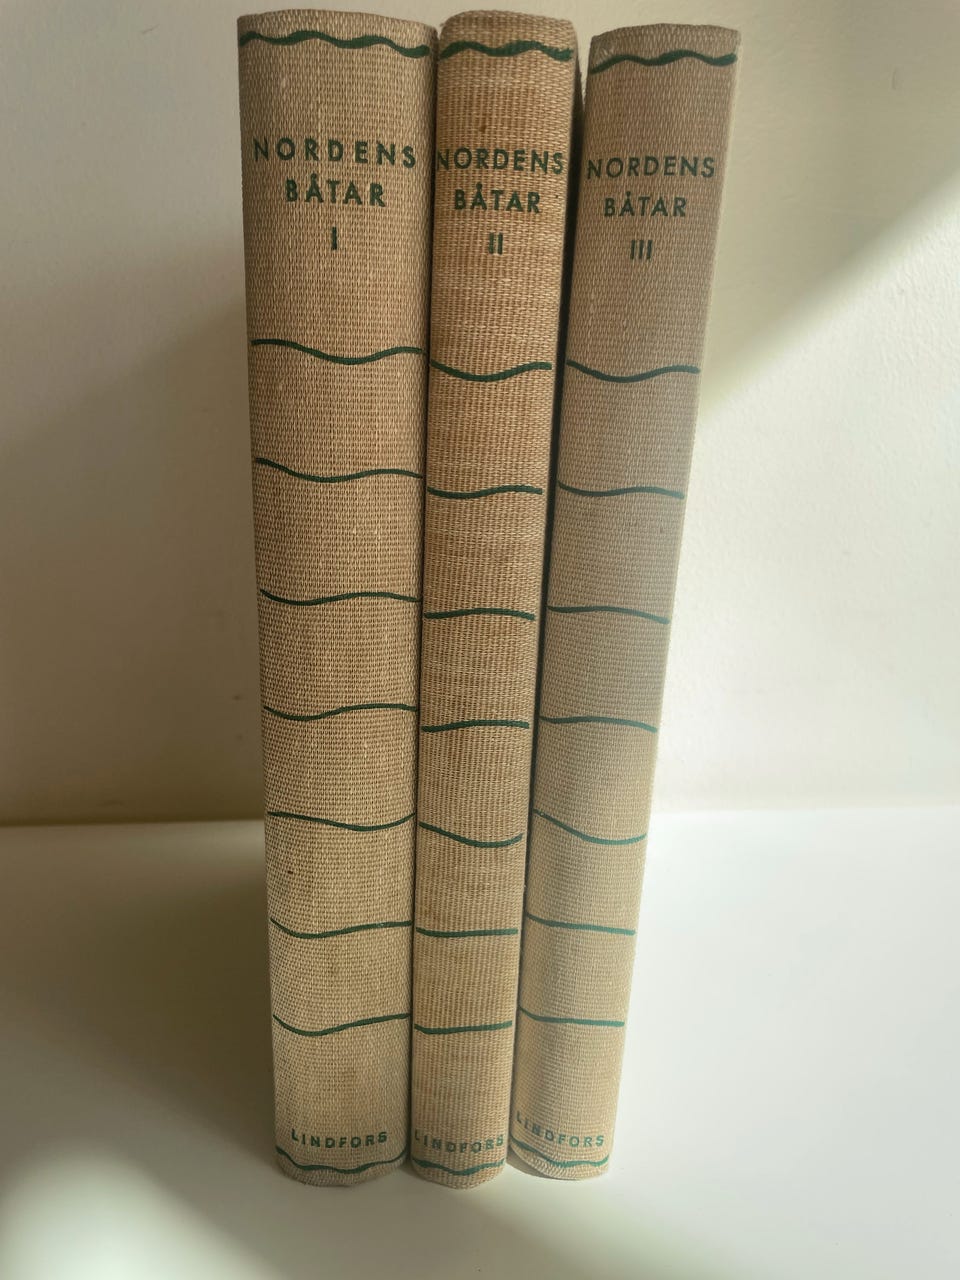 NORDENS
BÅTAR
I
LINDFORS
NORDENS
BÅTAR
II
LINDFORS
NORDENS
BÅTAR
III
LINDFORS